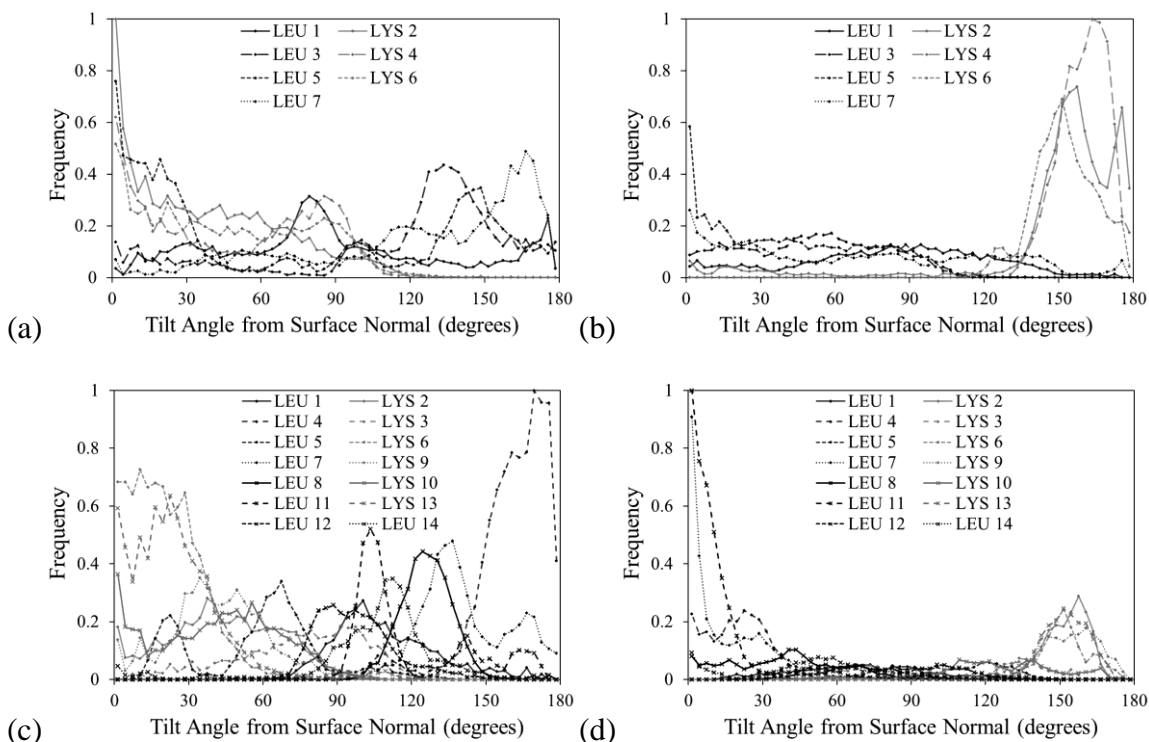 1
LEU 1 LYS 2
0.8
LEU 3 LYS 4
LEU 5 LYS 6
0.6
LEU 7
Frequency
0.4
0.2
0
0 30 60 90 120 150 180
(a) Tilt Angle from Surface Normal (degrees)
1
LEU 1 LYS 2
0.8
LEU 3 LYS 4
LEU 5 LYS 6
0.6
LEU 7
Frequency
0.4
0.2
0
0 30 60 90 120 150 180
(b) Tilt Angle from Surface Normal (degrees)
1
LEU 1 LYS 2
LEU 4 LYS 3
0.8
LEU 5 LYS 6
LEU 7 LYS 9
0.6
LEU 8 LYS 10
LEU 11 LYS 13
LEU 12 LEU 14
Frequency
0.4
0.2
0
0 30 60 90 120 150 180
(c) Tilt Angle from Surface Normal (degrees)
1
LEU 1 LYS 2
LEU 4 LYS 3
0.8
LEU 5 LYS 6
LEU 7 LYS 9
0.6
LEU 8 LYS 10
LEU 11 LYS 13
LEU 12 LEU 14
Frequency
0.4
0.2
0
0 30 60 90 120 150 180
(d) Tilt Angle from Surface Normal (degrees)